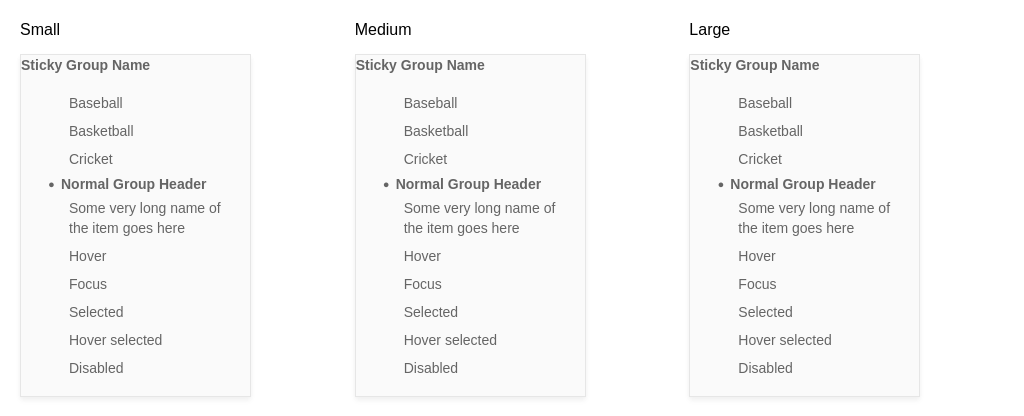 Small
Sticky Group Name
Baseball
Basketball
Cricket
• Normal Group Header
Some very long name of
the item goes here
Hover
Focus
Selected
Hover selected
Disabled
Medium
Sticky Group Name
Baseball
Basketball
Cricket
• Normal Group Header
Some very long name of
the item goes here
Hover
Focus
Selected
Hover selected
Disabled
Large
Sticky Group Name
Baseball
Basketball
Cricket
• Normal Group Header
Some very long name of
the item goes here
Hover
Focus
Selected
Hover selected
Disabled